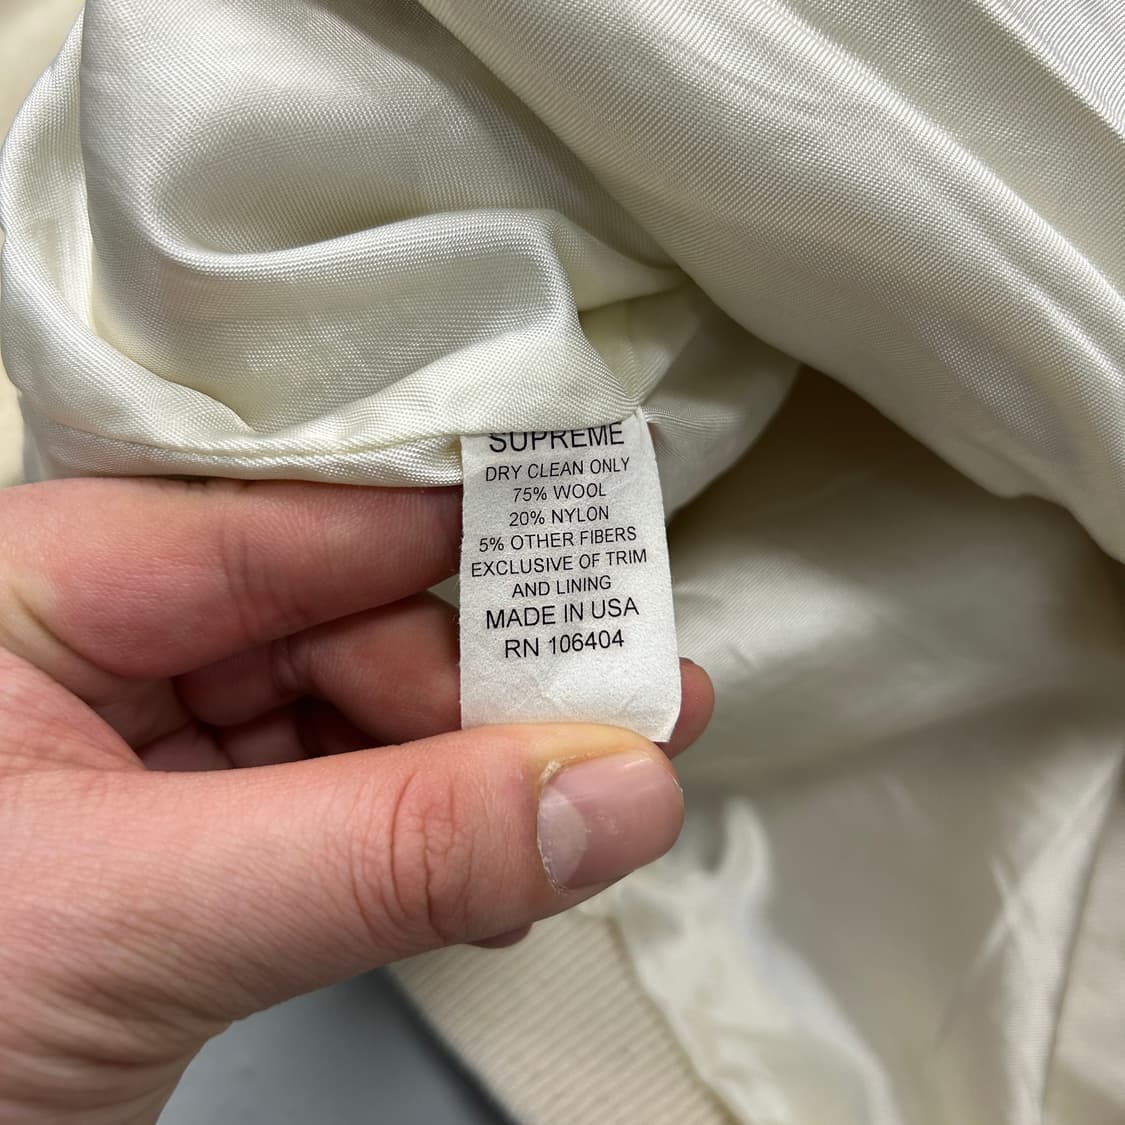 SUPREME
DRY CLEAN ONLY
75% WOOL
20% NYLON
5% OTHER FIBERS
EXCLUSIVE OF TRIM
AND LINING
MADE IN USA
RN 106404